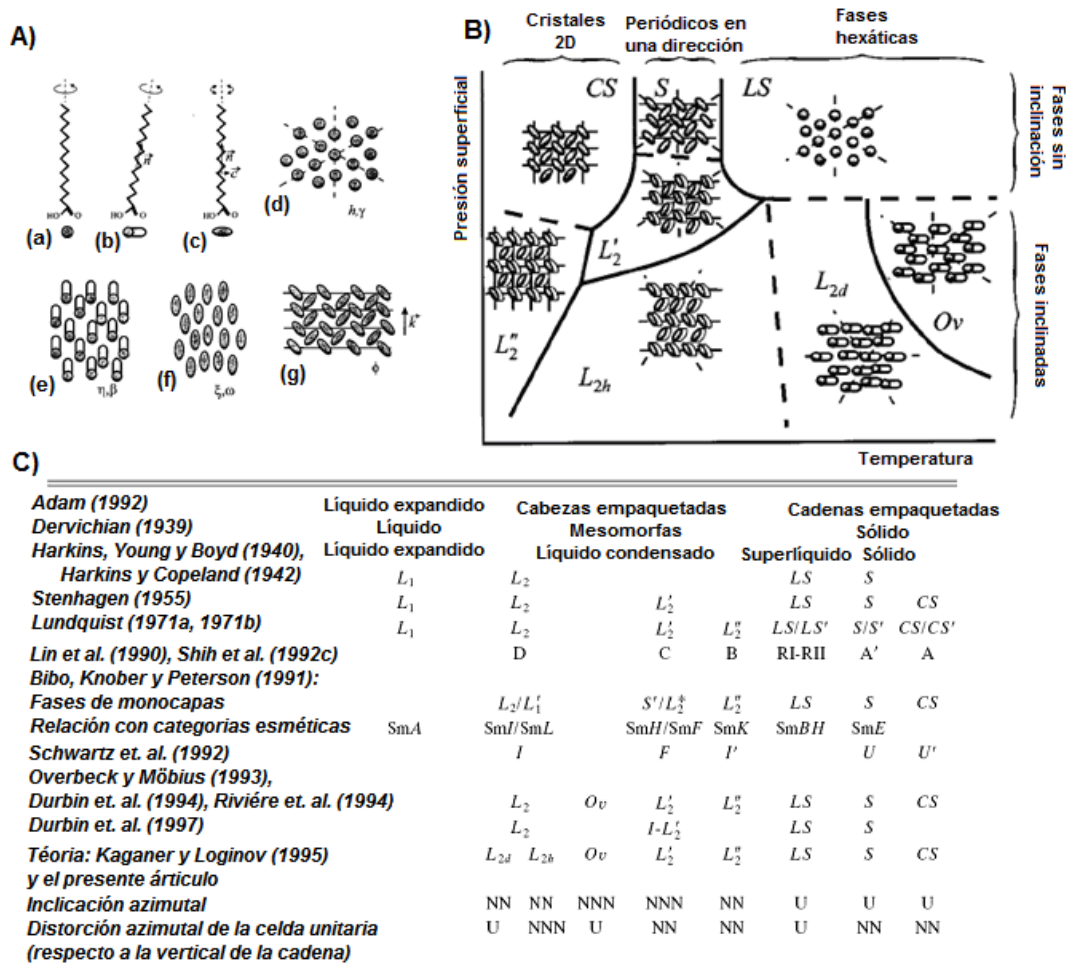 A)
HO
O
n⃗
(a)
HO
O
(b)
n⃗
c⃗
HO
O
(c)
(d)
h,γ
(e)
η,β
(f)
ξ,ω
(g)
k⃗
ϕ
B)
Cristales
2D
Periódicos en
una dirección
Fases
hexáticas
Presión superficial
CS
S
LS
L'₂
L''₂
L₂ₕ
L₂d
Ov
Fases sin
inclinación
Fases inclinadas
Temperatura
C)
Adam (1992) Líquido expandido Cabezas empaquetadas Cadenas empaquetadas
Dervichian (1939) Líquido Mesomorfas Sólido
Harkins, Young y Boyd (1940), Líquido expandido Líquido condensado Superlíquido Sólido
Harkins y Copeland (1942) L₁ L₂ LS S
Stenhagen (1955) L₁ L₂ L'₂ LS S CS
Lundquist (1971a, 1971b) L₁ L₂ L'₂ L''₂ LS/LS' S/S' CS/CS'
Lin et al. (1990), Shih et al. (1992c) D C B RI-RII A' A
Bibo, Knober y Peterson (1991):
Fases de monocapas L₂/L'₁ S'/L₂* L''₂ LS S CS
Relación con categorias esméticas SmA SmI/SmL SmH/SmF SmK SmBH SmE
Schwartz et. al. (1992) I F I' U U'
Overbeck y Möbius (1993),
Durbin et. al. (1994), Riviére et. al. (1994) L₂ Ov L'₂ L''₂ LS S CS
Durbin et. al. (1997) L₂ I-L'₂ LS S
Téoria: Kaganer y Loginov (1995) L₂d L₂ₕ Ov L'₂ L''₂ LS S CS
y el presente árticulo
Inclicación azimutal NN NN NNN NNN NN U U U
Distorción azimutal de la celda unitaria U NNN U NN NN U NN NN
(respecto a la vertical de la cadena)